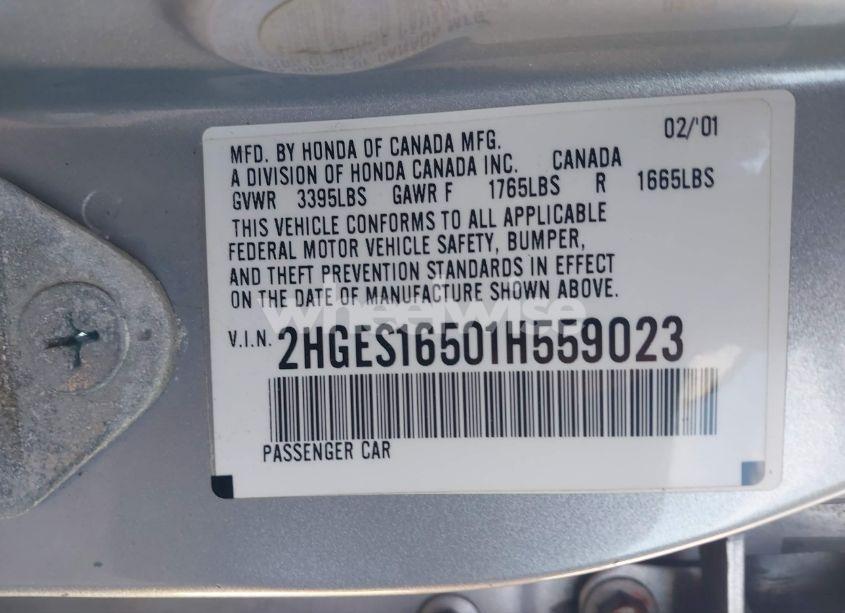 MFD. BY HONDA OF CANADA MFG. 02/'01
A DIVISION OF HONDA CANADA INC. CANADA
GVWR 3395LBS GAWR F 1765LBS R 1665LBS
THIS VEHICLE CONFORMS TO ALL APPLICABLE
FEDERAL MOTOR VEHICLE SAFETY, BUMPER,
AND THEFT PREVENTION STANDARDS IN EFFECT
ON THE DATE OF MANUFACTURE SHOWN ABOVE.
wheelwise
V.I.N. 2HGES16501H559023
PASSENGER CAR